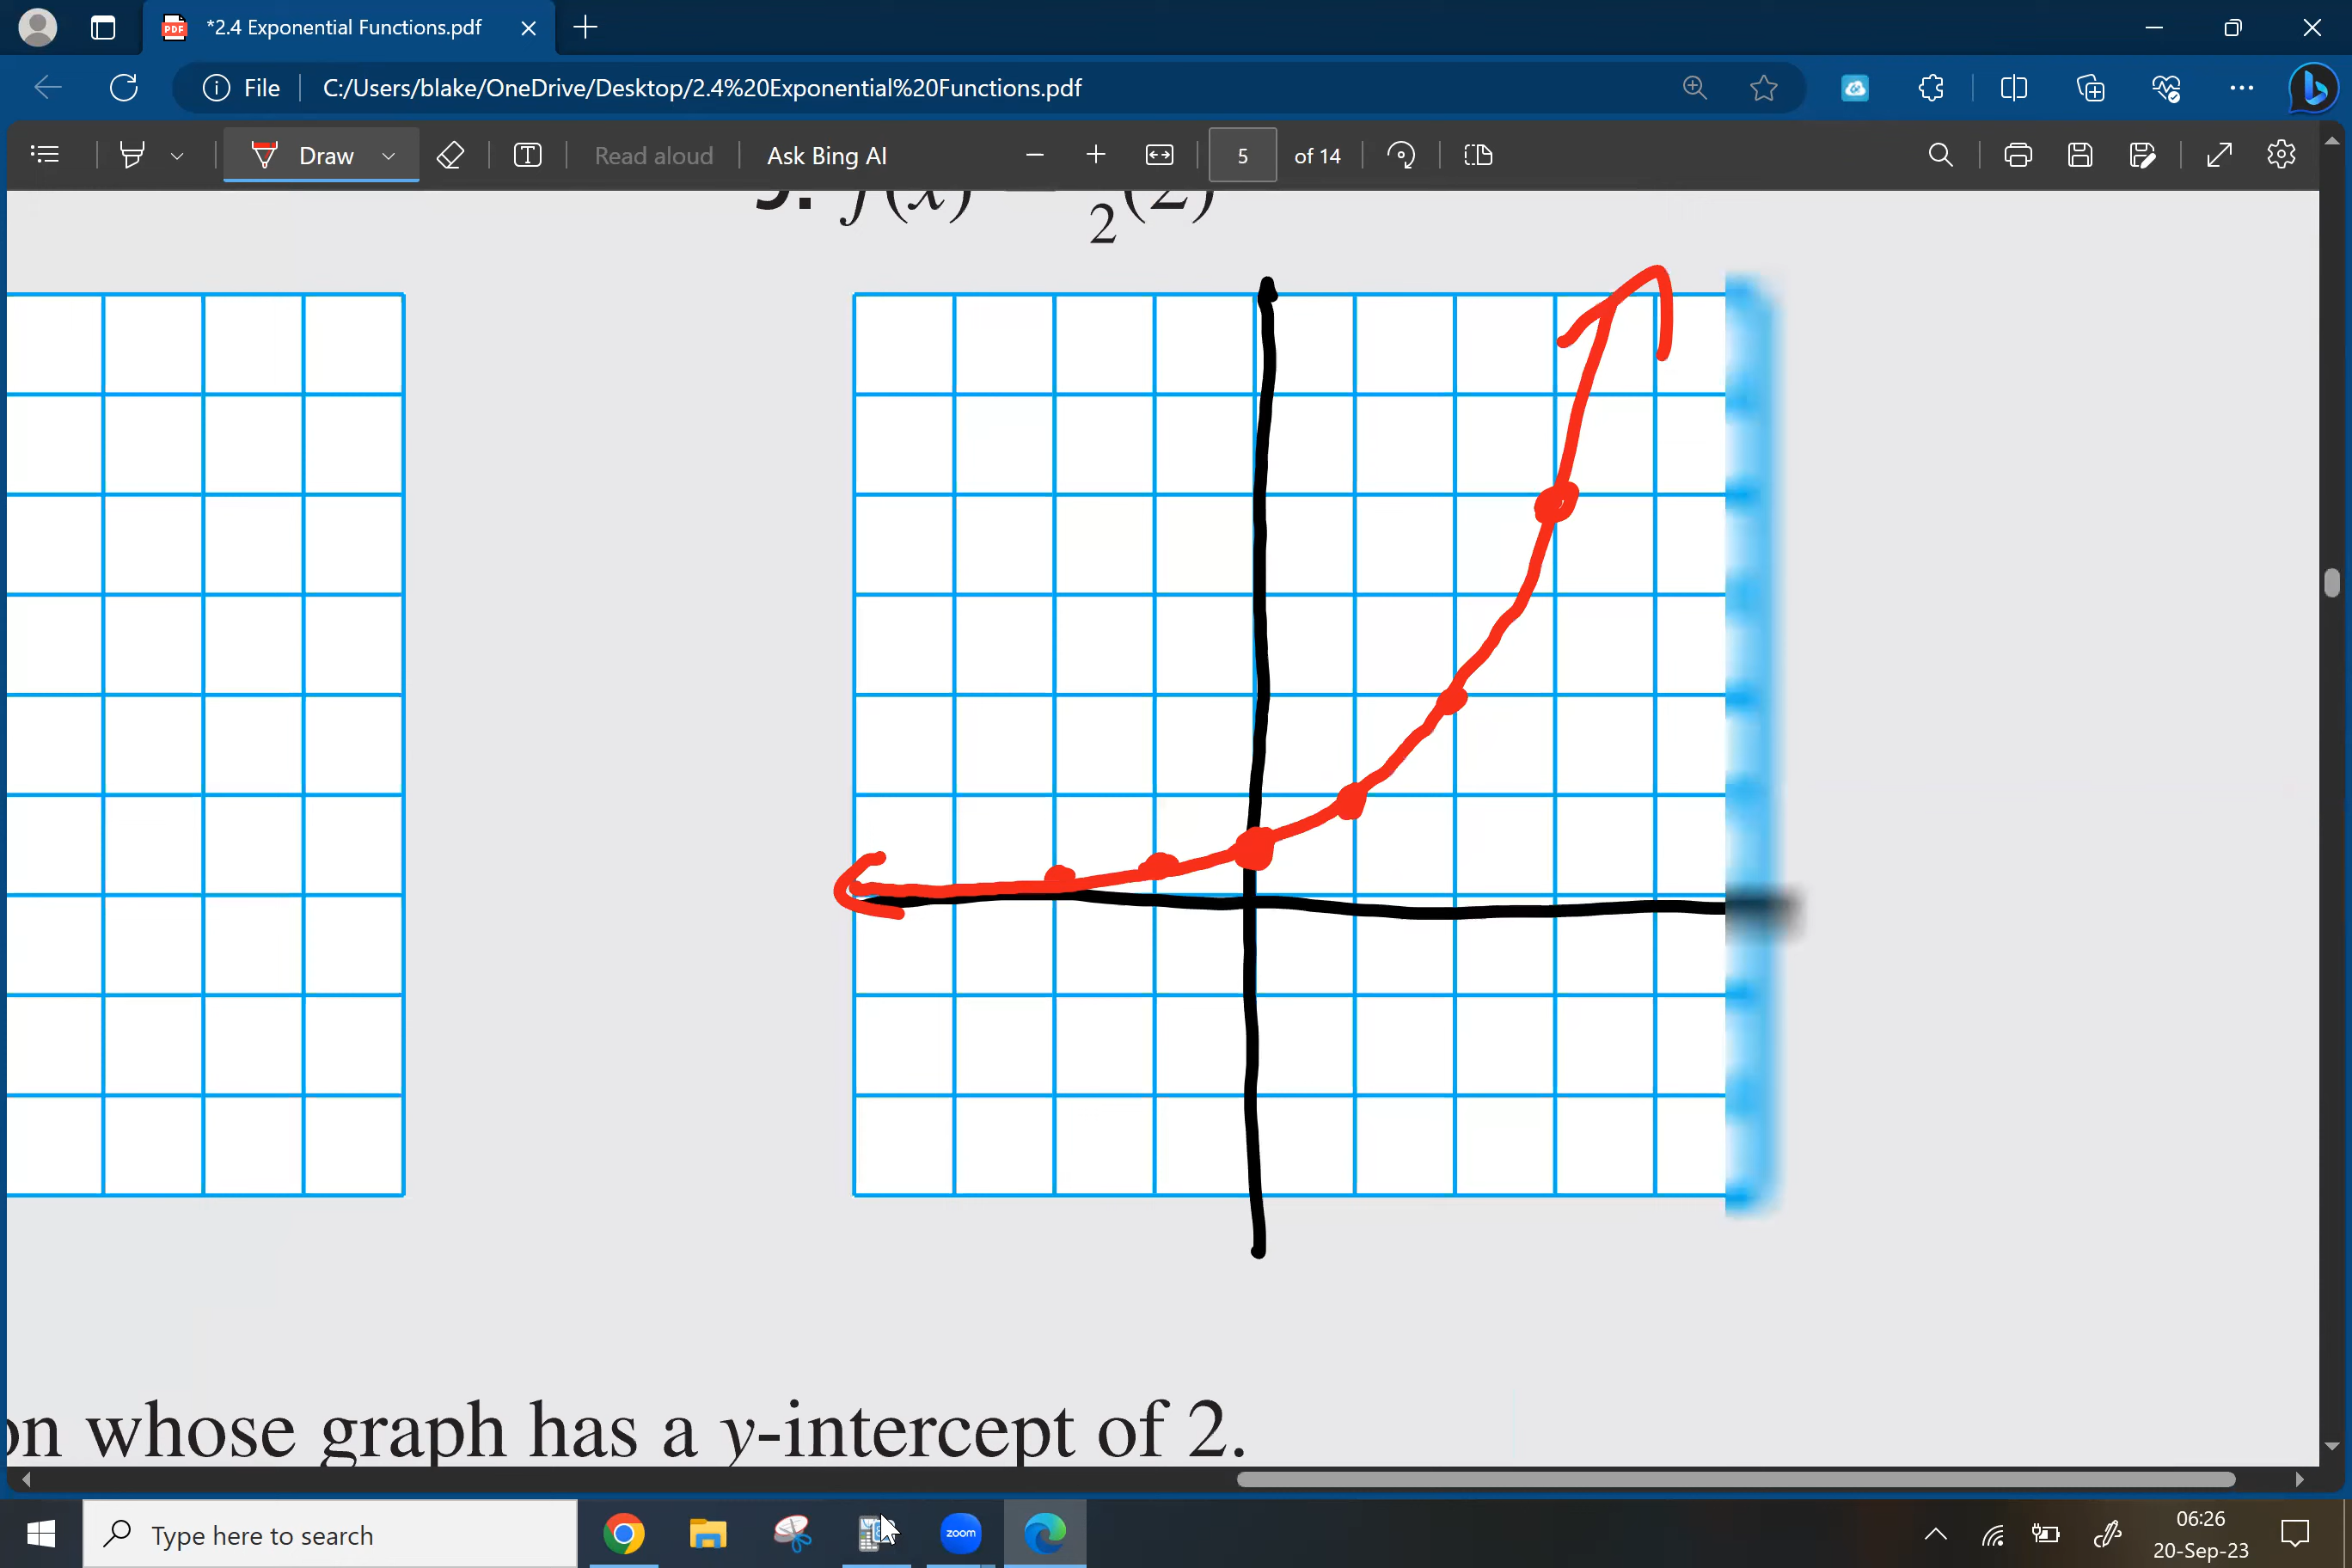 *2.4 Exponential Functions.pdf
File
C:/Users/blake/OneDrive/Desktop/2.4%20Exponential%20Functions.pdf
Draw
Read aloud
Ask Bing AI
5
of 14
f(x)
2(2)
on whose graph has a y-intercept of 2.
Type here to search
zoom
06:26
20-Sep-23